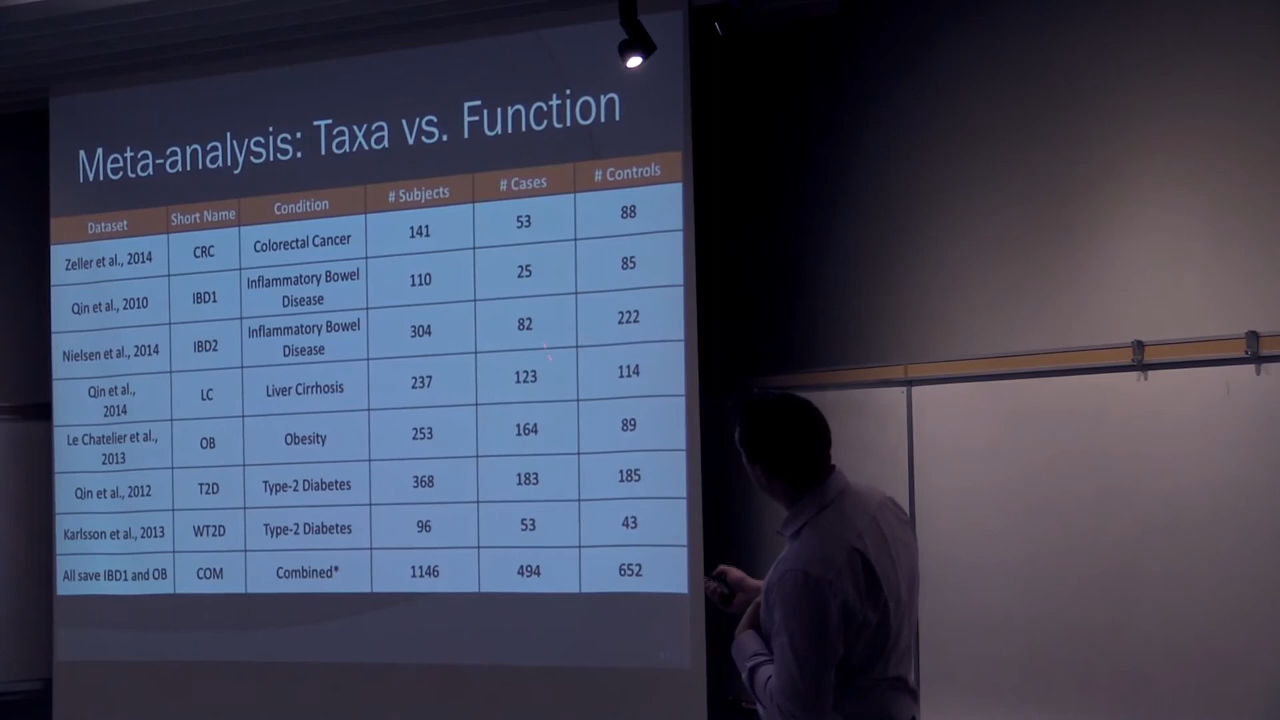 Meta-analysis: Taxa vs. Function
Dataset Short Name Condition # Subjects # Cases # Controls
Zeller et al., 2014 CRC Colorectal Cancer 141 53 88
Qin et al., 2010 IBD1 Inflammatory Bowel Disease 110 25 85
Nielsen et al., 2014 IBD2 Inflammatory Bowel Disease 304 82 222
Qin et al., 2014 LC Liver Cirrhosis 237 123 114
Le Chatelier et al., 2013 OB Obesity 253 164 89
Qin et al., 2012 T2D Type-2 Diabetes 368 183 185
Karlsson et al., 2013 WT2D Type-2 Diabetes 96 53 43
All save IBD1 and OB COM Combined* 1146 494 652